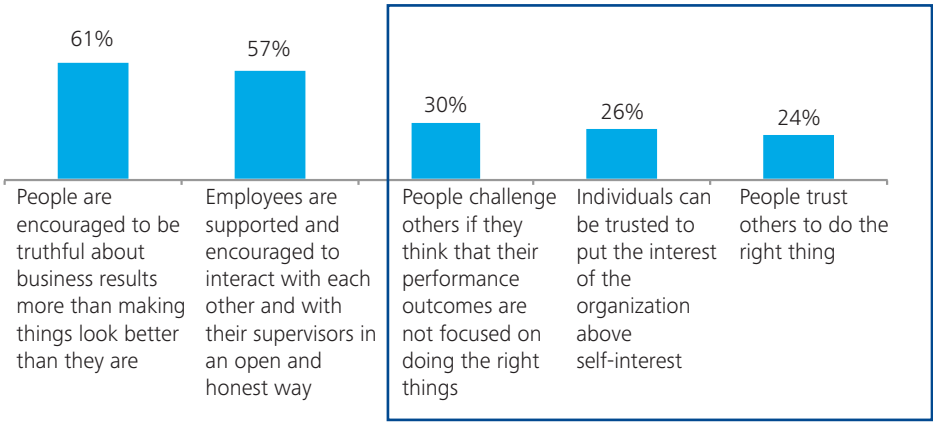 61%
People are
encouraged to be
truthful about
business results
more than making
things look better
than they are
57%
Employees are
supported and
encouraged to
interact with each
other and with
their supervisors in
an open and
honest way
30%
People challenge
others if they
think that their
performance
outcomes are
not focused on
doing the right
things
26%
Individuals can
be trusted to
put the interest
of the
organization
above
self-interest
24%
People trust
others to do the
right thing